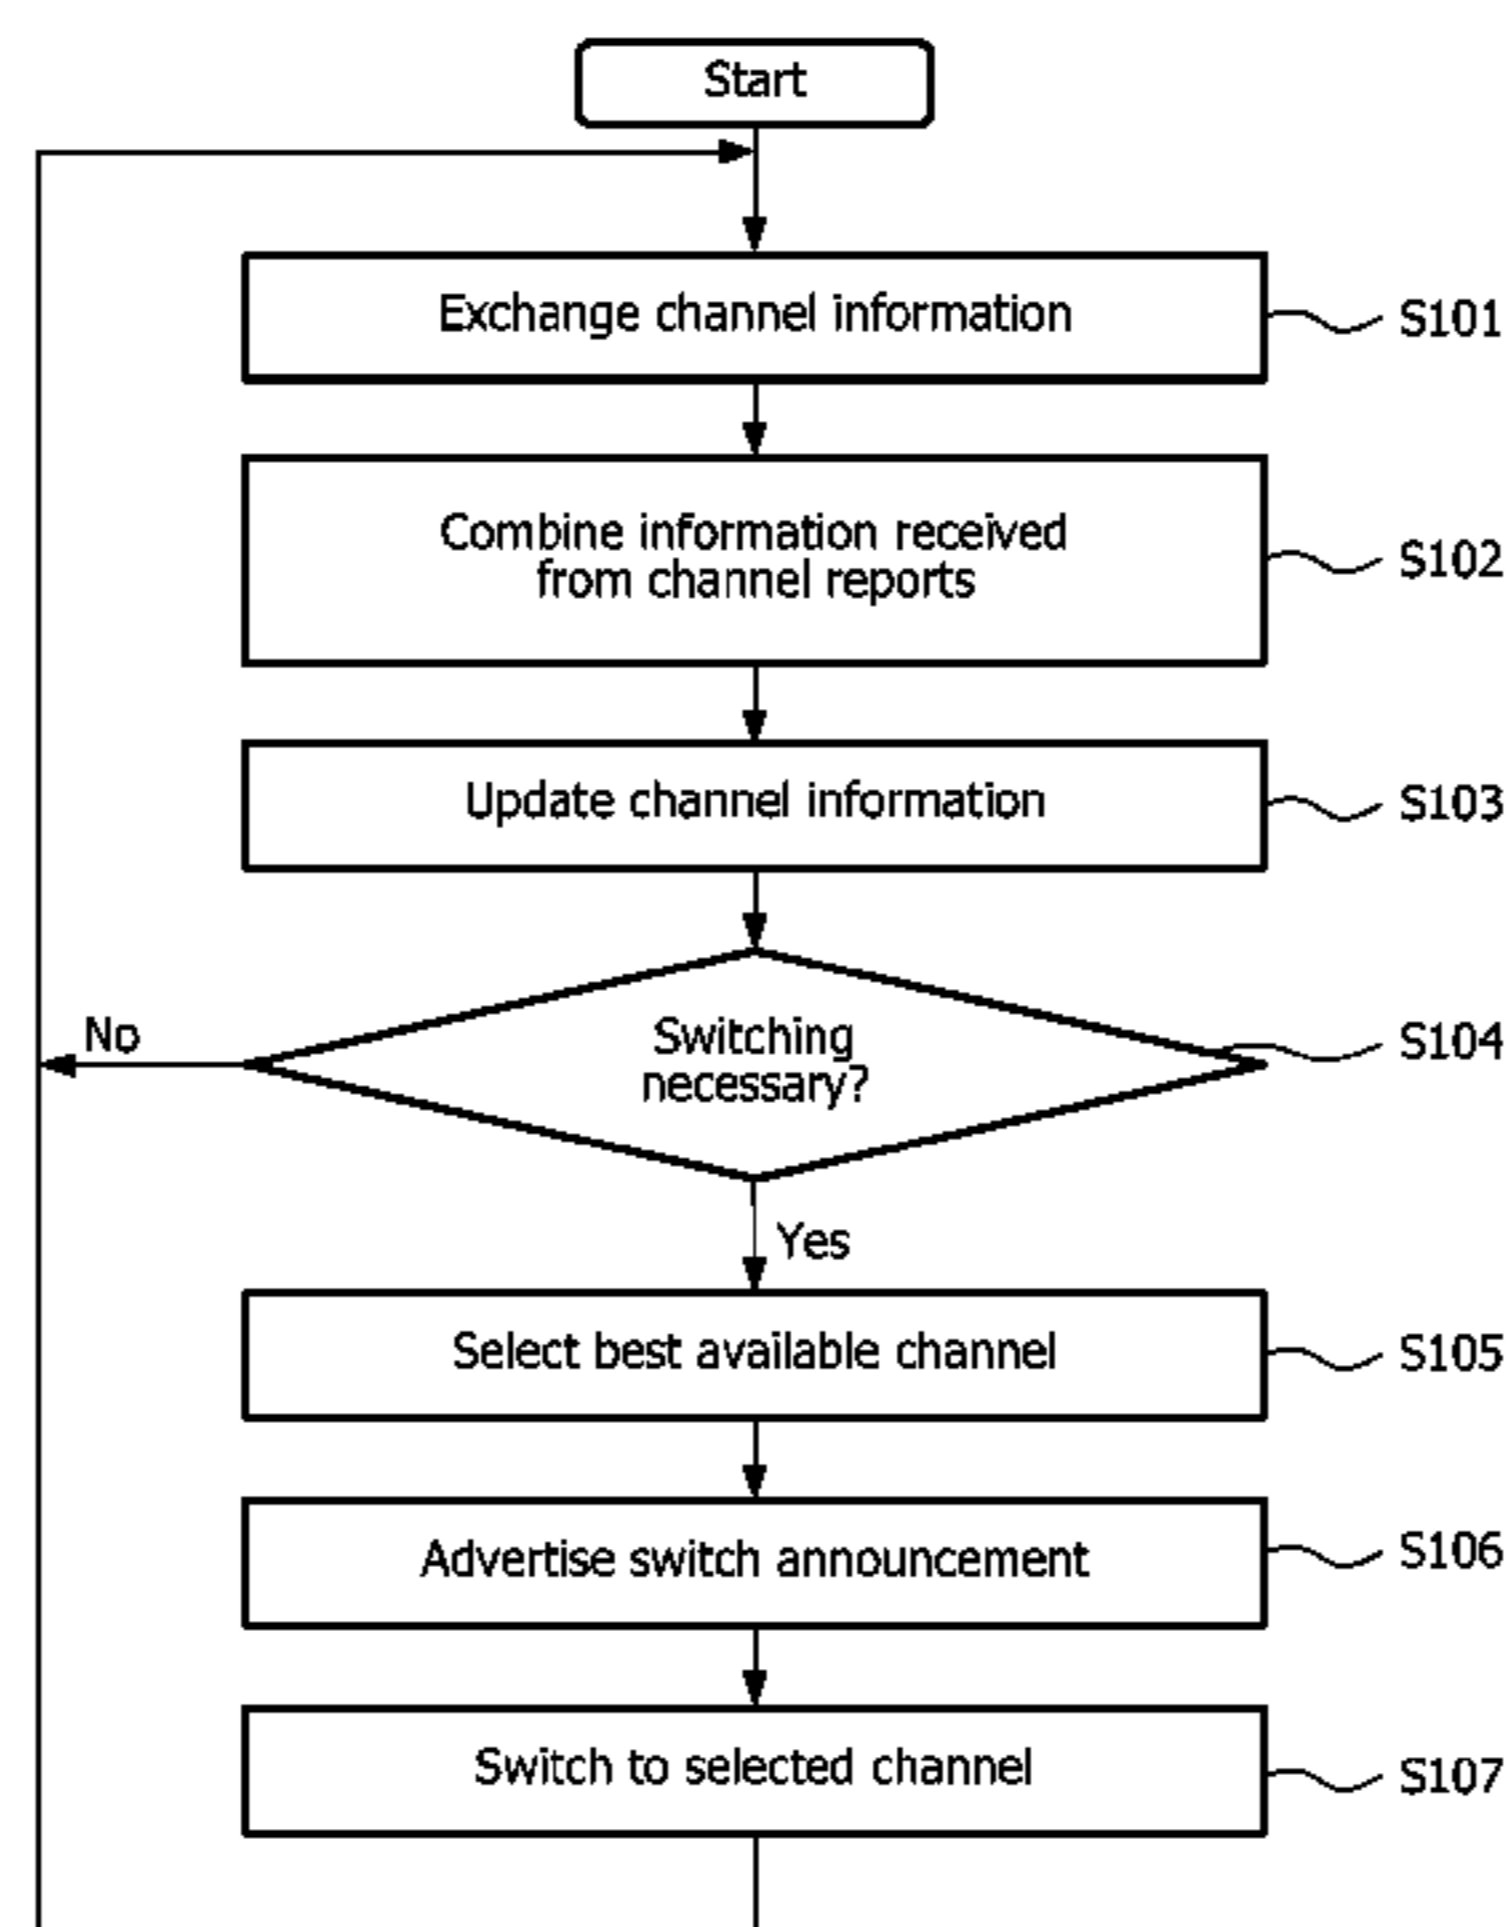 Start
Exchange channel information
S101
Combine information received
from channel reports
S102
Update channel information
S103
Switching
necessary?
S104
No
Yes
Select best available channel
S105
Advertise switch announcement
S106
Switch to selected channel
S107